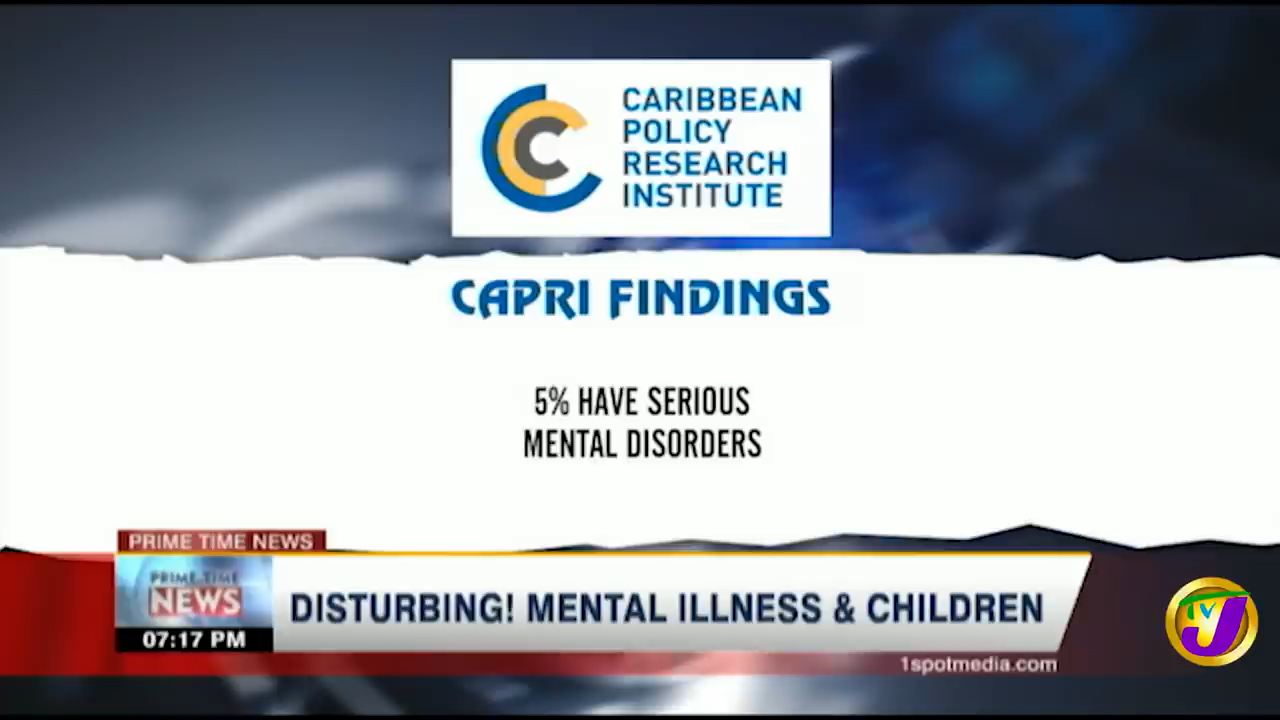 CARIBBEAN
POLICY
RESEARCH
INSTITUTE
CAPRI FINDINGS
5% HAVE SERIOUS
MENTAL DISORDERS
PRIME TIME NEWS
PRIME TIME
NEWS
07:17 PM
DISTURBING! MENTAL ILLNESS & CHILDREN
1spotmedia.com
TVJ